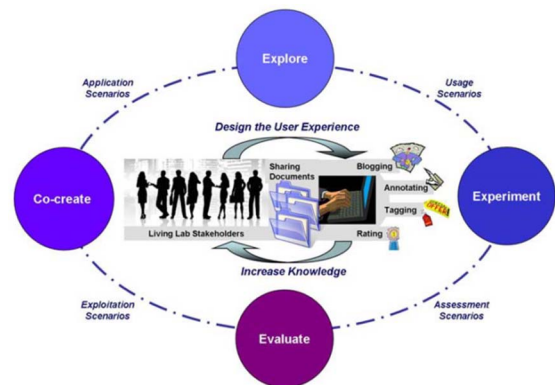 Explore
Application
Scenarios
Usage
Scenarios
Design the User Experience
Sharing
Documents
Blogging
Annotating
Tagging
Rating
Co-create
Experiment
Living Lab Stakeholders
Increase Knowledge
Exploitation
Scenarios
Evaluate
Assessment
Scenarios